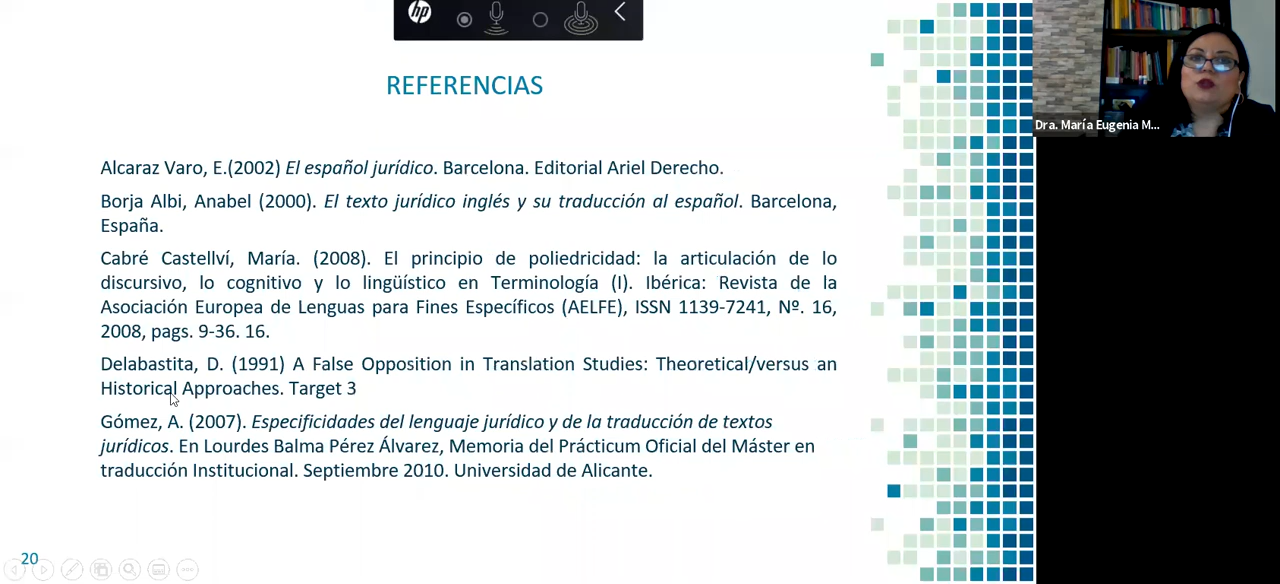 hp
REFERENCIAS
Dra. María Eugenia M...
Alcaraz Varo, E.(2002) El español jurídico. Barcelona. Editorial Ariel Derecho.
Borja Albi, Anabel (2000). El texto jurídico inglés y su traducción al español. Barcelona,
España.
Cabré Castellví, María. (2008). El principio de poliedricidad: la articulación de lo
discursivo, lo cognitivo y lo lingüístico en Terminología (I). Ibérica: Revista de la
Asociación Europea de Lenguas para Fines Específicos (AELFE), ISSN 1139-7241, Nº. 16,
2008, pags. 9-36. 16.
Delabastita, D. (1991) A False Opposition in Translation Studies: Theoretical/versus an
Historical Approaches. Target 3
Gómez, A. (2007). Especificidades del lenguaje jurídico y de la traducción de textos
jurídicos. En Lourdes Balma Pérez Álvarez, Memoria del Prácticum Oficial del Máster en
traducción Institucional. Septiembre 2010. Universidad de Alicante.
20